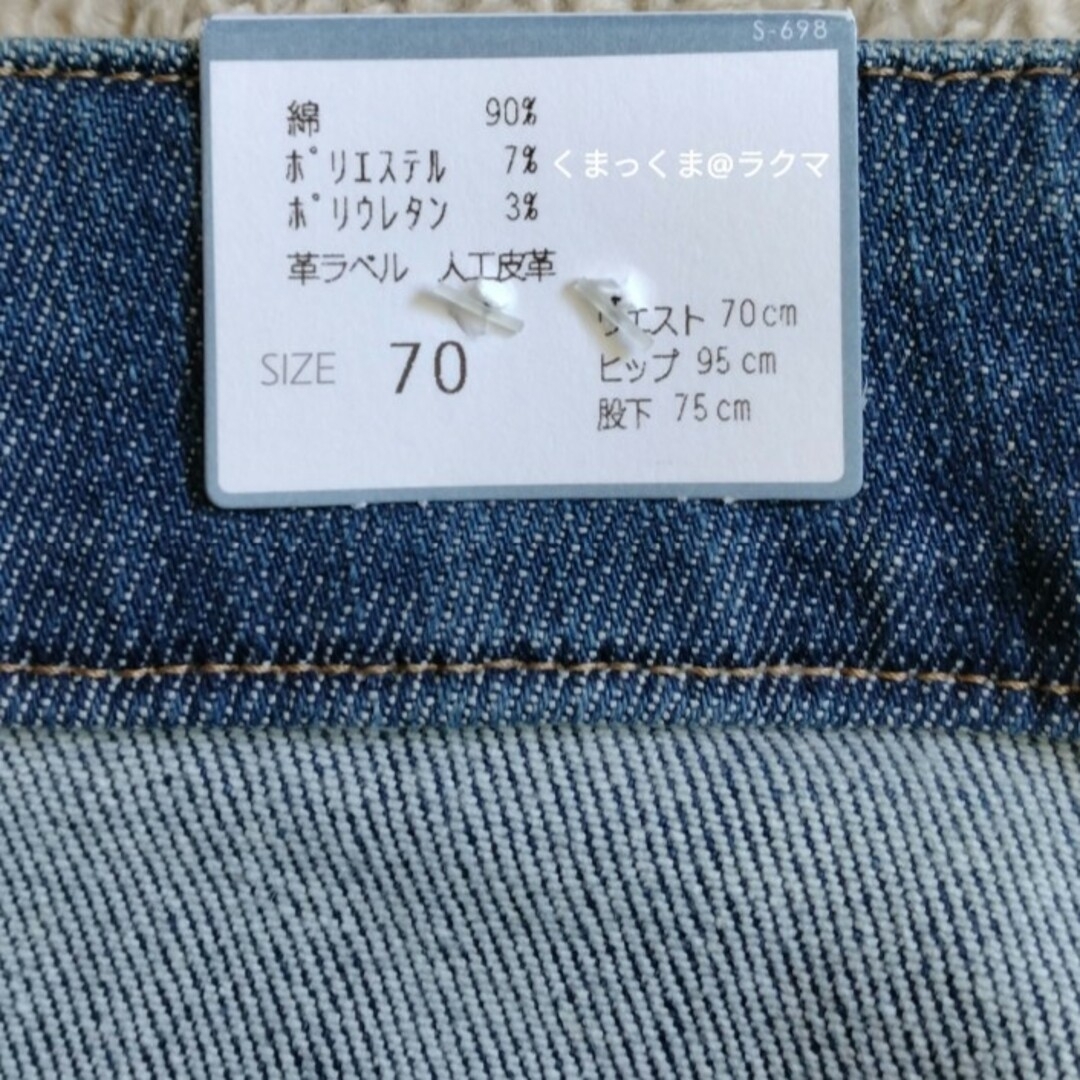 S-698
綿 90%
ポリエステル 7%
くまっくま@ラクマ
ポリウレタン 3%
革ラベル 人工皮革
SIZE 70
ウエスト 70cm
ヒップ 95cm
股下 75cm